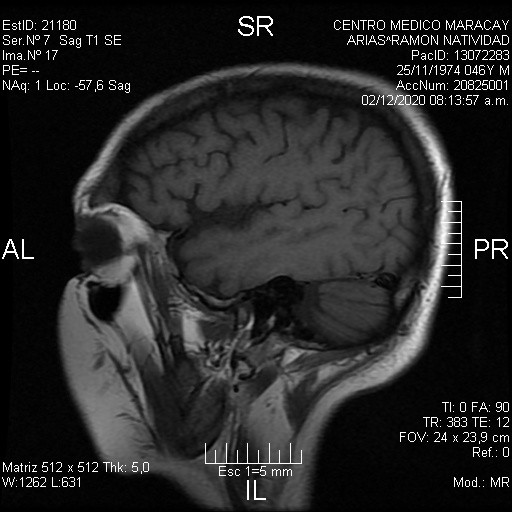 EstID: 21180
Ser.Nº 7 Sag T1 SE
Ima.Nº 17
PE= --
NAq: 1 Loc: -57,6 Sag
SR
CENTRO MEDICO MARACAY
ARIAS^RAMON NATIVIDAD
PacID: 13072283
25/11/1974 046Y M
AccNum: 20825001
02/12/2020 08:13:57 a.m.
AL
PR
TI: 0 FA: 90
TR: 383 TE: 12
FOV: 24 x 23,9 cm
Ref.: 0
Matriz 512 x 512 Thk: 5,0
W:1262 L:631
Esc 1=5 mm
IL
Mod.: MR